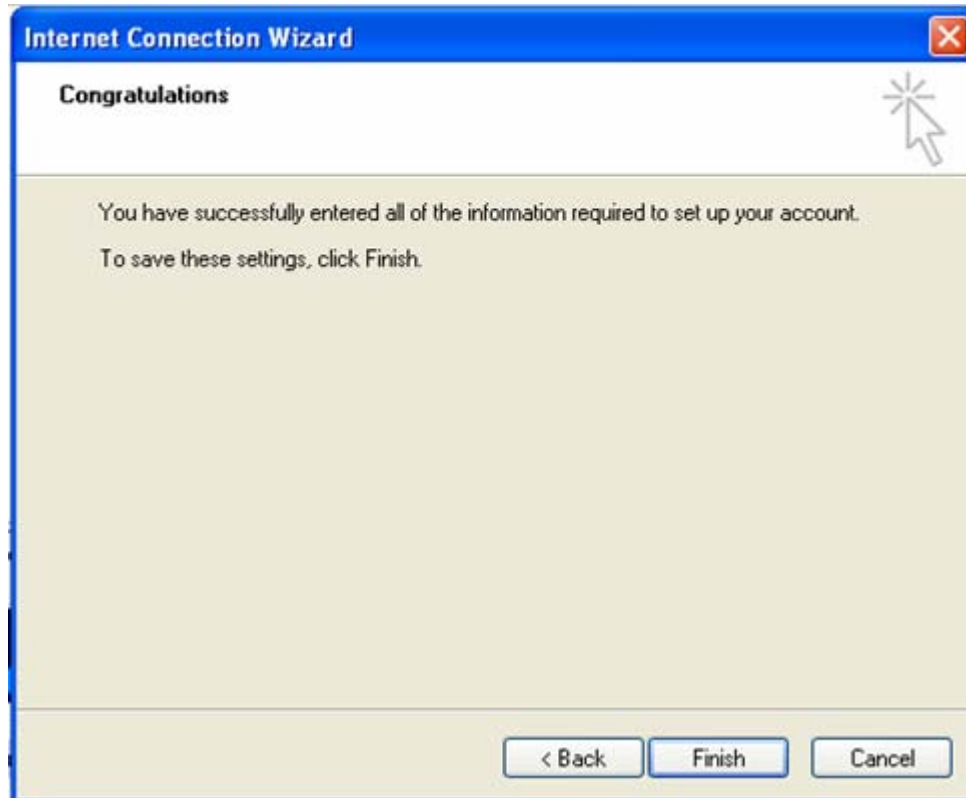 Internet Connection Wizard
Congratulations
You have successfully entered all of the information required to set up your account.
To save these settings, click Finish.
< Back
Finish
Cancel